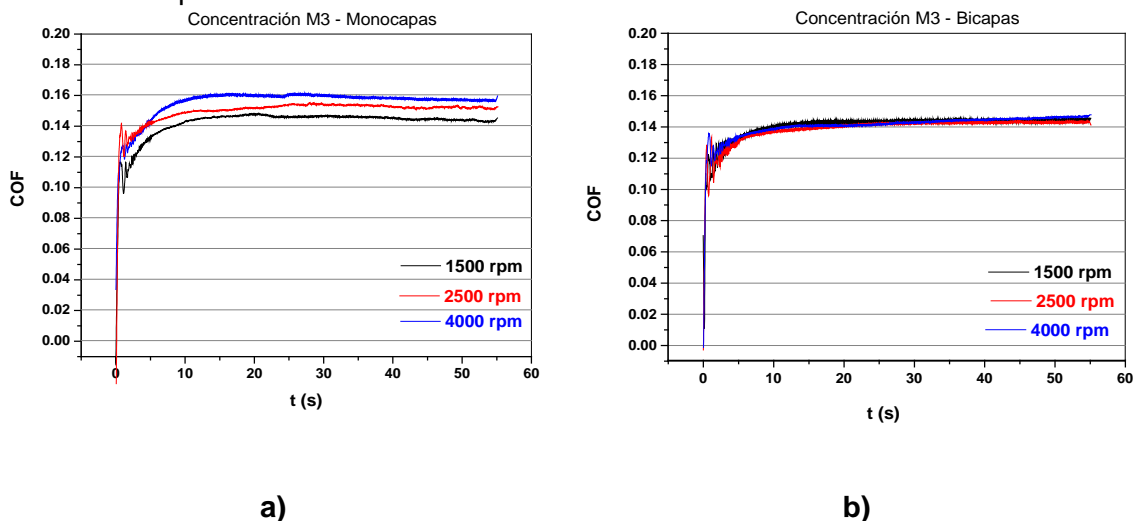 Concentración M3 - Monocapas
0.20
0.18
0.16
0.14
0.12
0.10
0.08
0.06
0.04
0.02
0.00
COF
1500 rpm
2500 rpm
4000 rpm
0 10 20 30 40 50 60
t (s)
a)
Concentración M3 - Bicapas
0.20
0.18
0.16
0.14
0.12
0.10
0.08
0.06
0.04
0.02
0.00
COF
1500 rpm
2500 rpm
4000 rpm
0 10 20 30 40 50 60
t (s)
b)